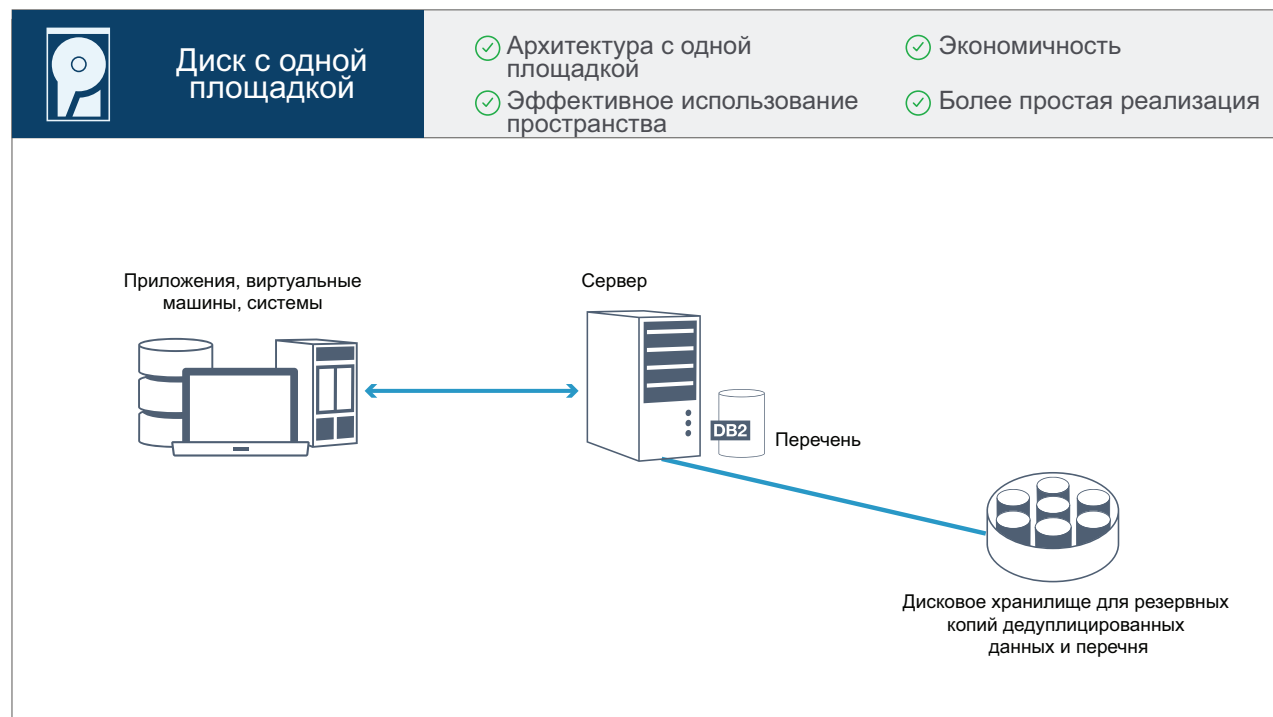 Диск с одной
площадкой
Архитектура с одной
площадкой
Эффективное использование
пространства
Экономичность
Более простая реализация
Приложения, виртуальные
машины, системы
Сервер
DB2
Перечень
Дисковое хранилище для резервных
копий дедуплицированных
данных и перечня